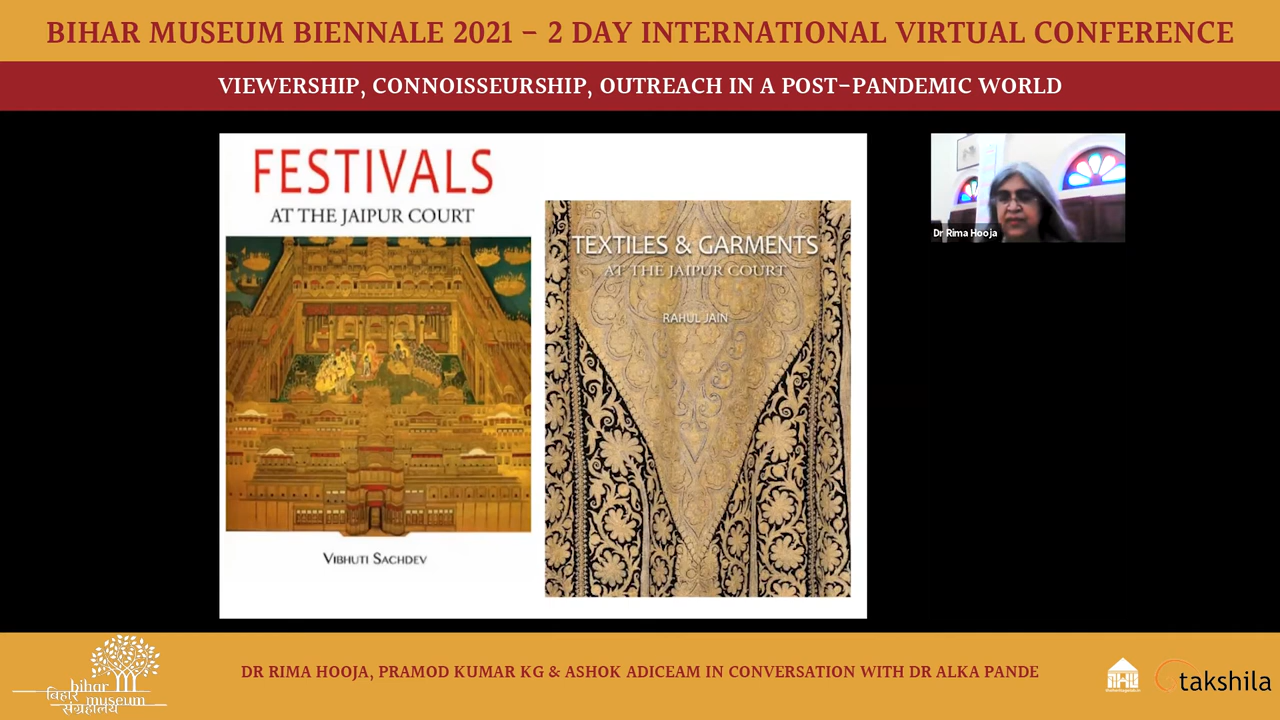 BIHAR MUSEUM BIENNALE 2021 – 2 DAY INTERNATIONAL VIRTUAL CONFERENCE
VIEWERSHIP, CONNOISSEURSHIP, OUTREACH IN A POST–PANDEMIC WORLD
FESTIVALS
AT THE JAIPUR COURT
VIBHUTI SACHDEV
TEXTILES & GARMENTS
AT THE JAIPUR COURT
RAHUL JAIN
Dr Rima Hooja
bihar
बिहार museum
संग्रहालय
DR RIMA HOOJA, PRAMOD KUMAR KG & ASHOK ADICEAM IN CONVERSATION WITH DR ALKA PANDE
takshila